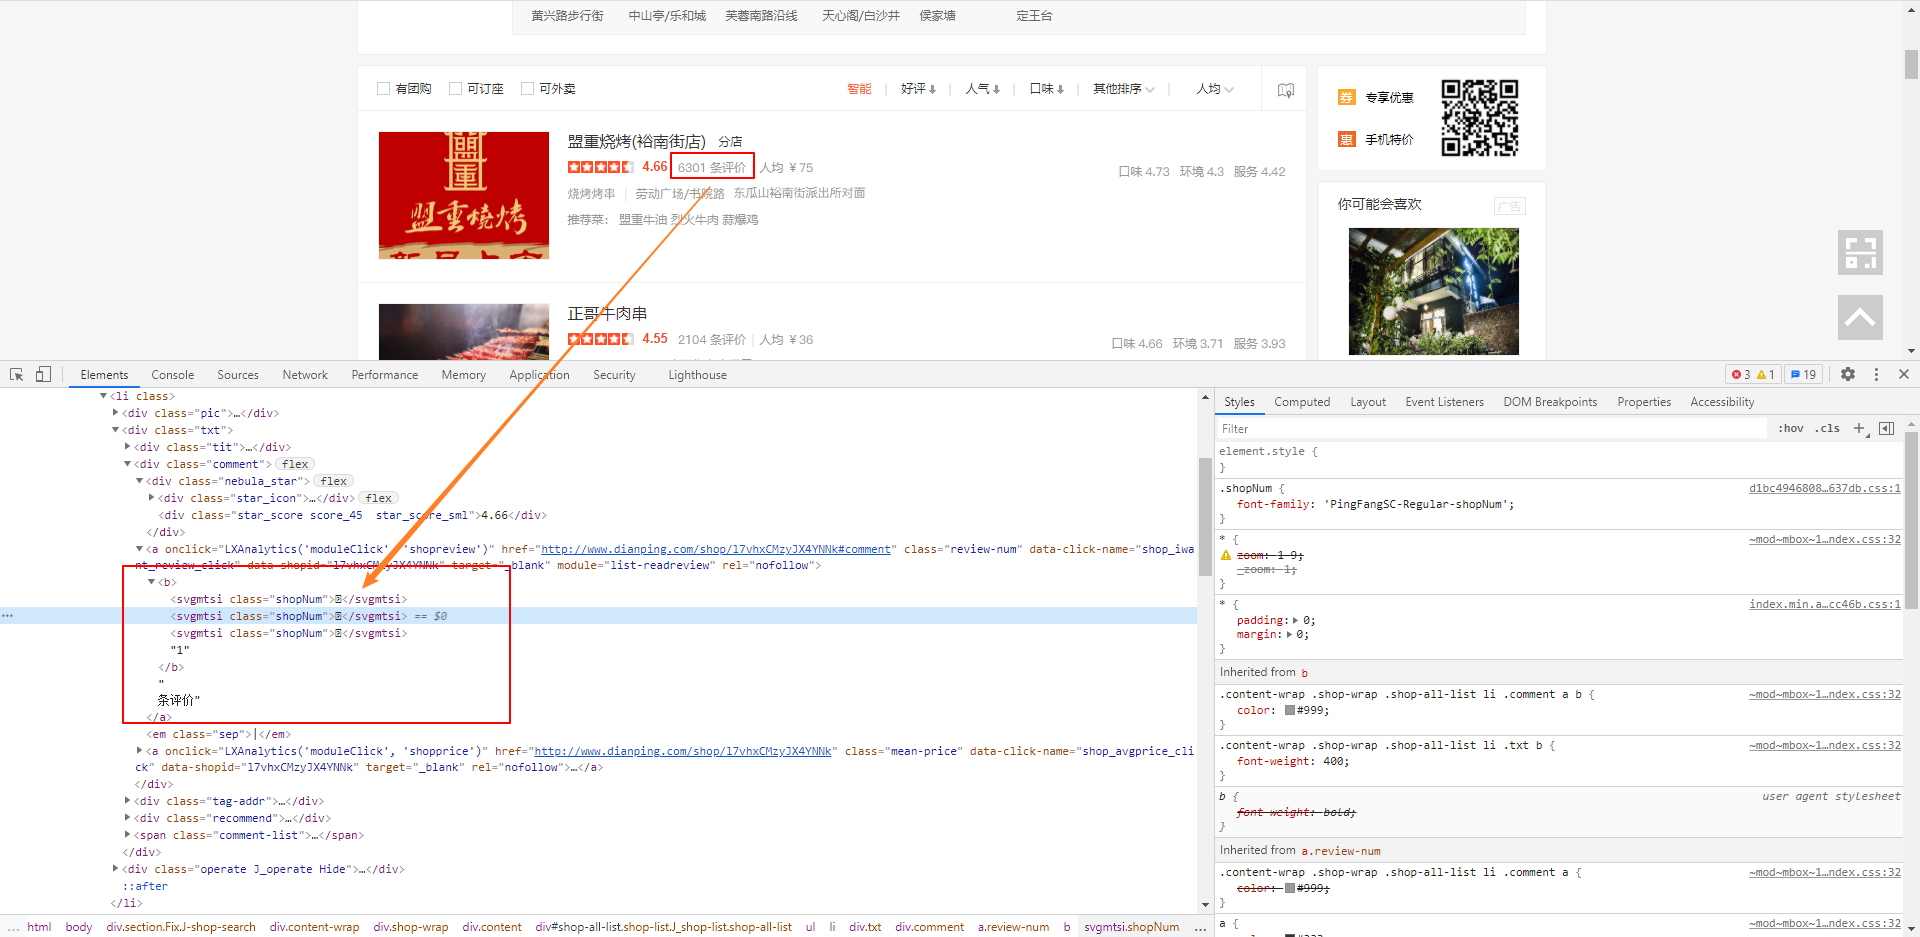 黄兴路步行街 中山亭/乐和城 芙蓉南路沿线 天心阁/白沙井 侯家塘 定王台
有团购 可订座 可外卖 智能 好评 人气 口味 其他排序 人均
券 专享优惠
惠 手机特价
盟重烧烤(裕南街店) 分店
4.66 6301 条评价 人均 ￥75
口味 4.73 环境 4.3 服务 4.42
烧烤烤串 劳动广场/书院路 东瓜山裕南街派出所对面
推荐菜： 盟重牛油 烈火牛肉 蒜爆鸡
盟重燒烤
你可能会喜欢 广告
正哥牛肉串
4.55 2104 条评价 人均 ￥36
口味 4.66 环境 3.71 服务 3.93
Elements Console Sources Network Performance Memory Application Security Lighthouse 3 1 19
<li class>
<div class="pic">…</div>
<div class="txt">
<div class="tit">…</div>
<div class="comment"> flex
<div class="nebula_star"> flex
<div class="star_icon">…</div> flex
<div class="star_score score_45  star_score_sml">4.66</div>
</div>
<a onclick="LXAnalytics('moduleClick', 'shopreview')" href="http://www.dianping.com/shop/l7vhxCMzyJX4YNNk#comment" class="review-num" data-click-name="shop_iwa
nt_review_click" data-shopid="l7vhxCMzyJX4YNNk" target="_blank" module="list-readreview" rel="nofollow">
<b>
<svgmtsi class="shopNum"></svgmtsi>
<svgmtsi class="shopNum"></svgmtsi> == $0
<svgmtsi class="shopNum"></svgmtsi>
"1"
</b>
"
条评价"
</a>
<em class="sep">|</em>
<a onclick="LXAnalytics('moduleClick', 'shopprice')" href="http://www.dianping.com/shop/l7vhxCMzyJX4YNNk" class="mean-price" data-click-name="shop_avgprice_cli
ck" data-shopid="l7vhxCMzyJX4YNNk" target="_blank" rel="nofollow">…</a>
</div>
<div class="tag-addr">…</div>
<div class="recommend">…</div>
<span class="comment-list">…</span>
</div>
<div class="operate J_operate Hide">…</div>
::after
</li>
… html body div.section.Fix.J-shop-search div.content-wrap div.shop-wrap div.content div#shop-all-list.shop-list.J_shop-list.shop-all-list ul li div.txt div.comment a.review-num b svgmtsi.shopNum …
Styles Computed Layout Event Listeners DOM Breakpoints Properties Accessibility
Filter :hov .cls +
element.style {
}
.shopNum { d1bc4946808…637db.css:1
font-family: 'PingFangSC-Regular-shopNum';
}
* { ~mod~mbox~1…ndex.css:32
zoom: 1-9;
_zoom: 1;
}
* { index.min.a…cc46b.css:1
padding: 0;
margin: 0;
}
Inherited from b
.content-wrap .shop-wrap .shop-all-list li .comment a b { ~mod~mbox~1…ndex.css:32
color: #999;
}
.content-wrap .shop-wrap .shop-all-list li .txt b { ~mod~mbox~1…ndex.css:32
font-weight: 400;
}
b { user agent stylesheet
font-weight: bold;
}
Inherited from a.review-num
.content-wrap .shop-wrap .shop-all-list li .comment a { ~mod~mbox~1…ndex.css:32
color: #999;
}
a { ~mod~mbox~1…ndex.css:32